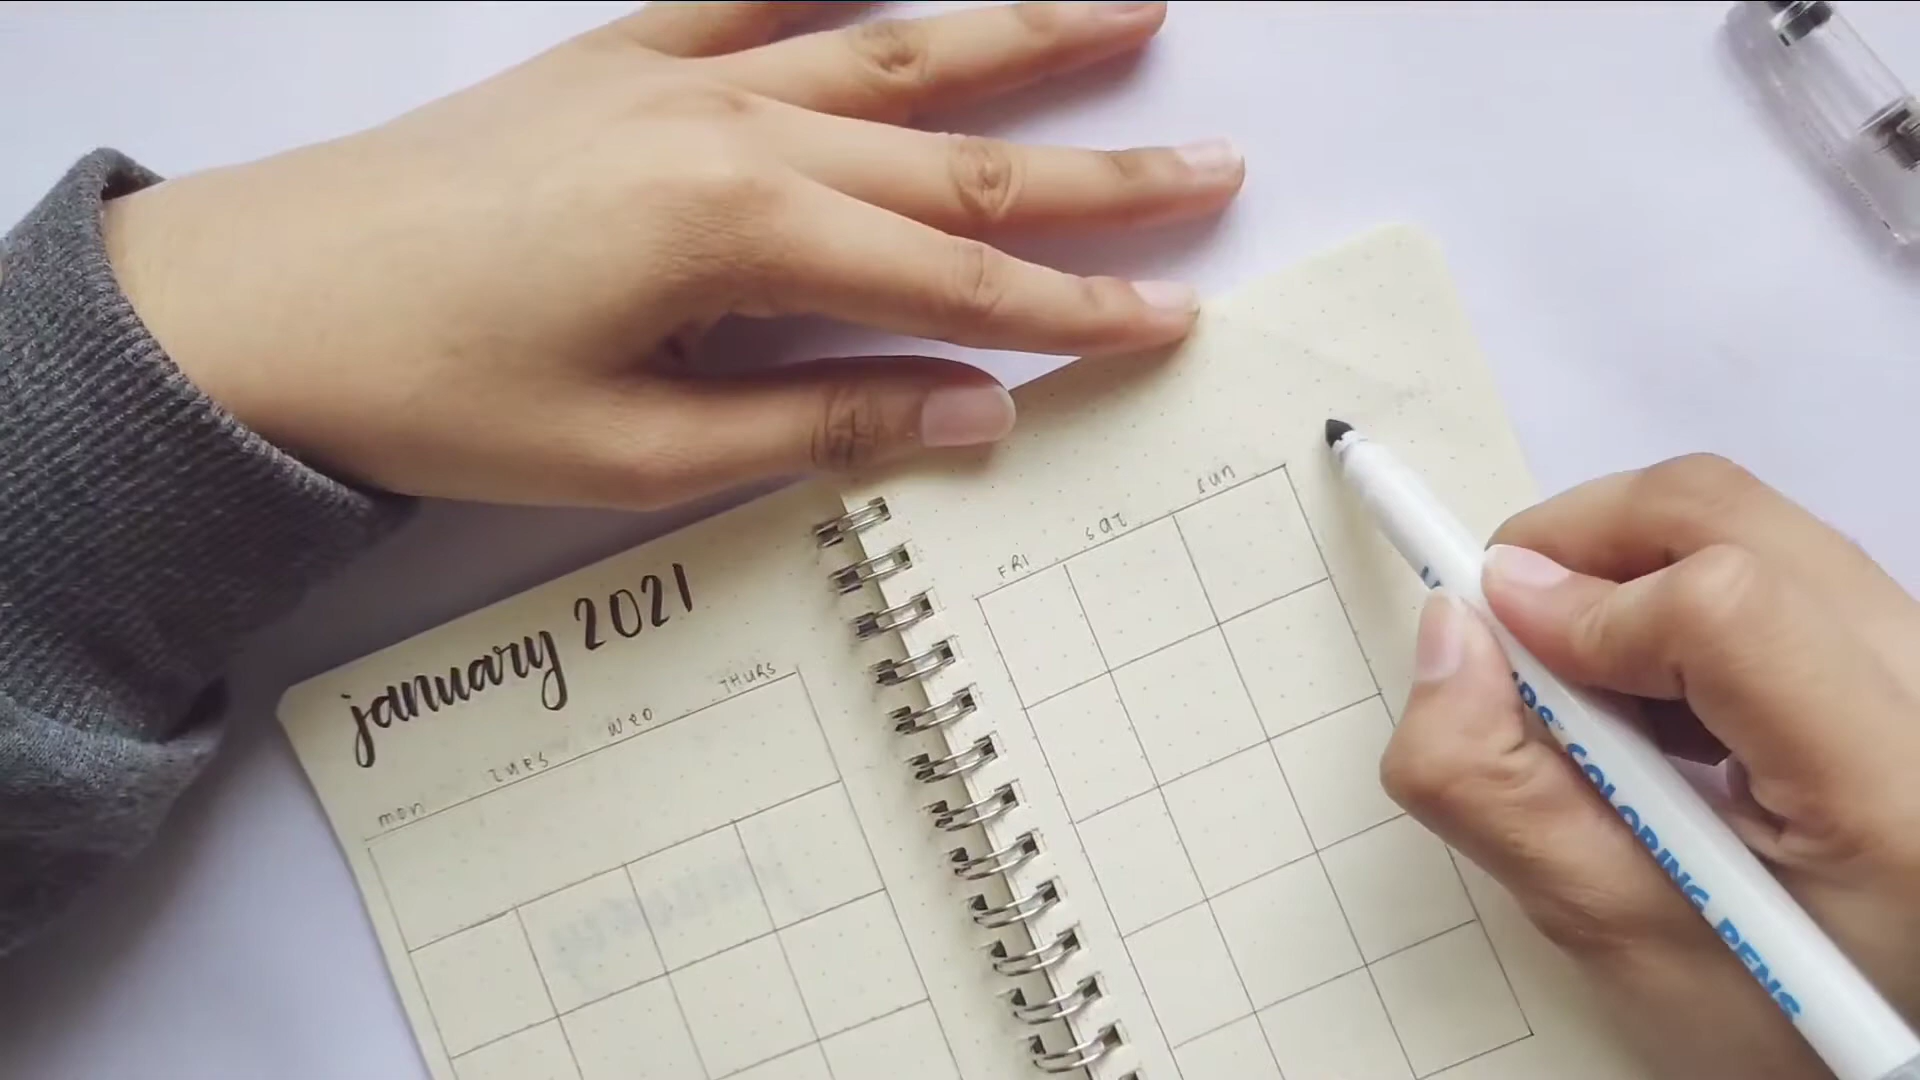 january 2021
mon tues wed THURS
FRI sat sun
COLORING PENS